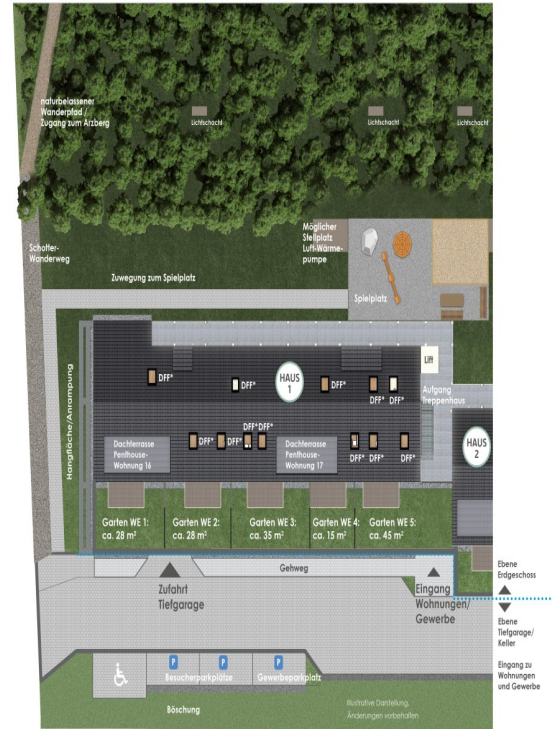 naturbelassener
Wanderpfad /
Zugang zum Arzberg
Lichtschacht
Lichtschacht
Lichtschacht
Schotter-
Wanderweg
Möglicher
Stellplatz
Luft-Wärme-
pumpe
Zuwegung zum Spielplatz
Spielplatz
Hangfläche/Anrampung
Lift
HAUS
1
DFF*
DFF*
DFF*
DFF*
DFF*
Aufgang
Treppenhaus
HAUS
2
Dachterrasse
Penthouse-
Wohnung 16
DFF*
DFF*
DFF*DFF*
Dachterrasse
Penthouse-
Wohnung 17
DFF*
DFF*
DFF*
Garten WE 1:
ca. 28 m²
Garten WE 2:
ca. 28 m²
Garten WE 3:
ca. 35 m²
Garten WE 4:
ca. 15 m²
Garten WE 5:
ca. 45 m²
Gehweg
Zufahrt
Tiefgarage
Eingang
Wohnungen/
Gewerbe
Ebene
Erdgeschoss
Ebene
Tiefgarage/
Keller
Eingang zu
Wohnungen
und Gewerbe
P
P
P
Besucherparkplätze
Gewerbeparkplatz
Böschung
Illustrative Darstellung,
Änderungen vorbehalten